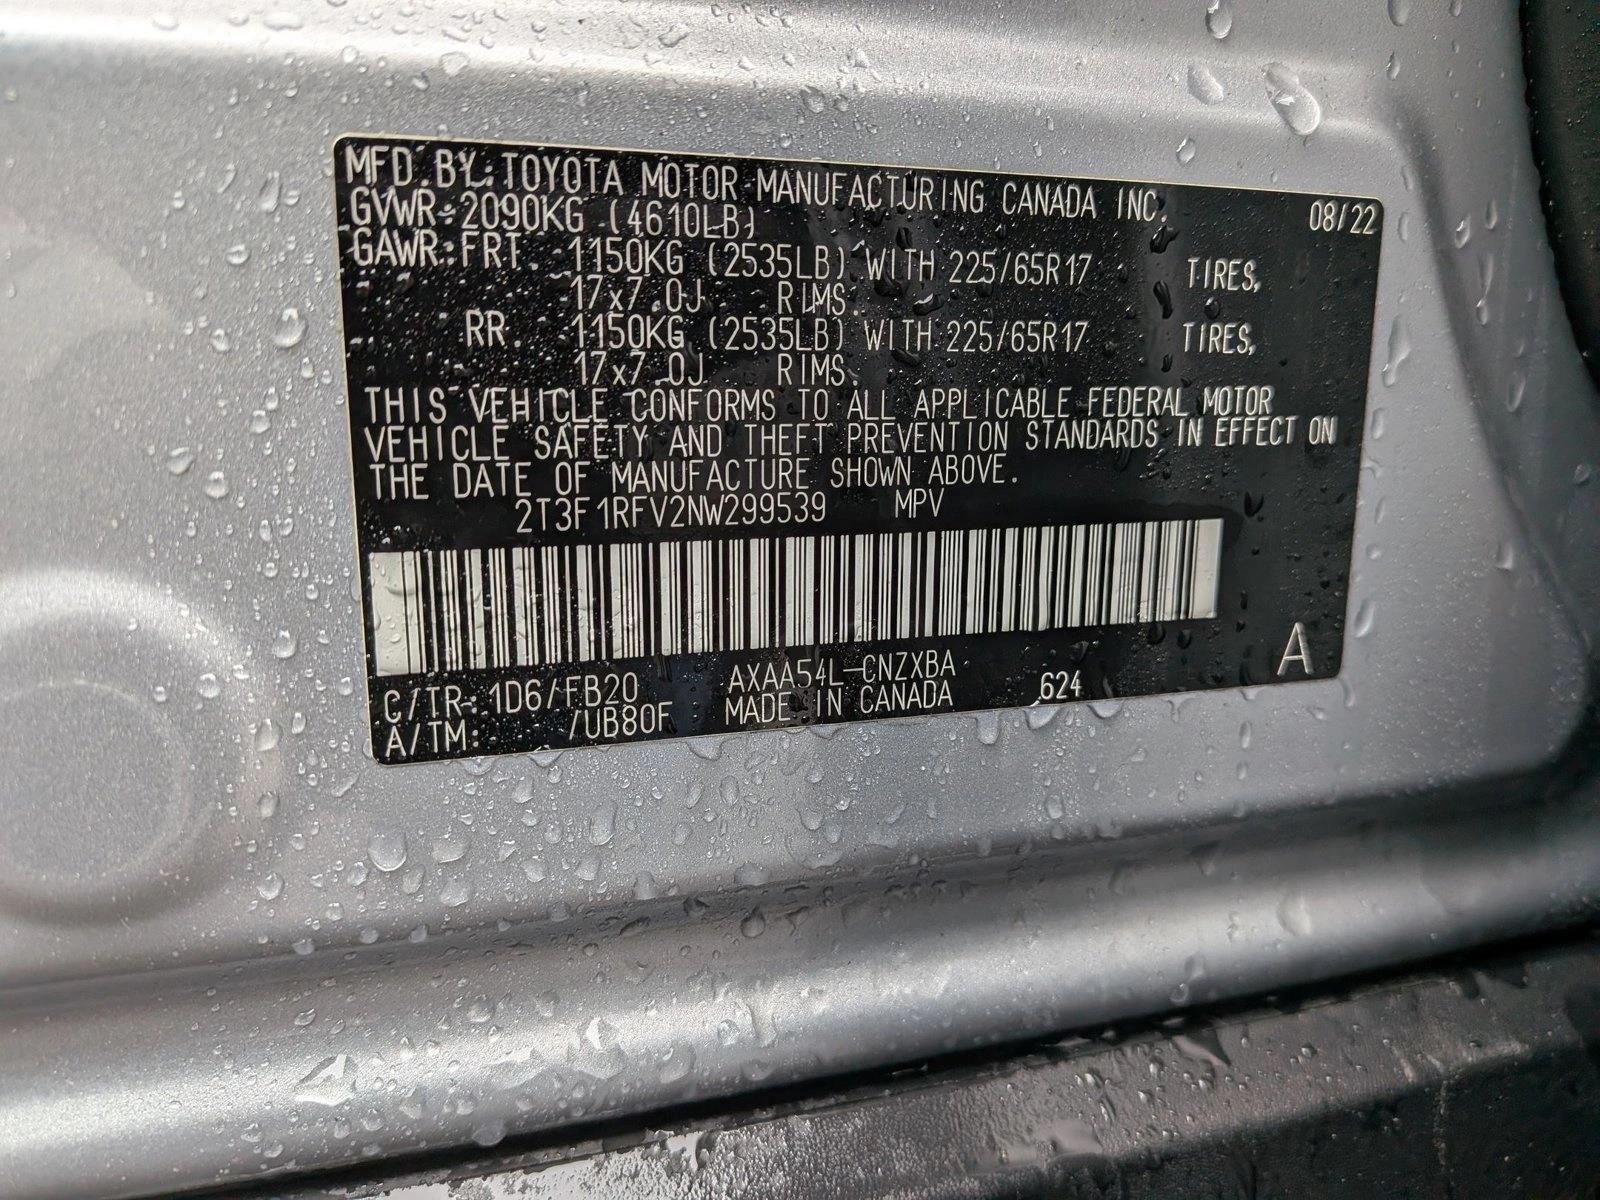 MFD. BY: TOYOTA MOTOR MANUFACTURING CANADA INC. 08/22
GVWR: 2090KG (4610LB)
GAWR: FRT. 1150KG (2535LB) WITH 225/65R17 TIRES,
17x7.0J RIMS.
RR. 1150KG (2535LB) WITH 225/65R17 TIRES,
17x7.0J RIMS.
THIS VEHICLE CONFORMS TO ALL APPLICABLE FEDERAL MOTOR
VEHICLE SAFETY AND THEFT PREVENTION STANDARDS IN EFFECT ON
THE DATE OF MANUFACTURE SHOWN ABOVE.
2T3F1RFV2NW299539 MPV
A
C/TR: 1D6/FB20 AXAA54L-CNZXBA
A/TM: /UB80F MADE IN CANADA 624